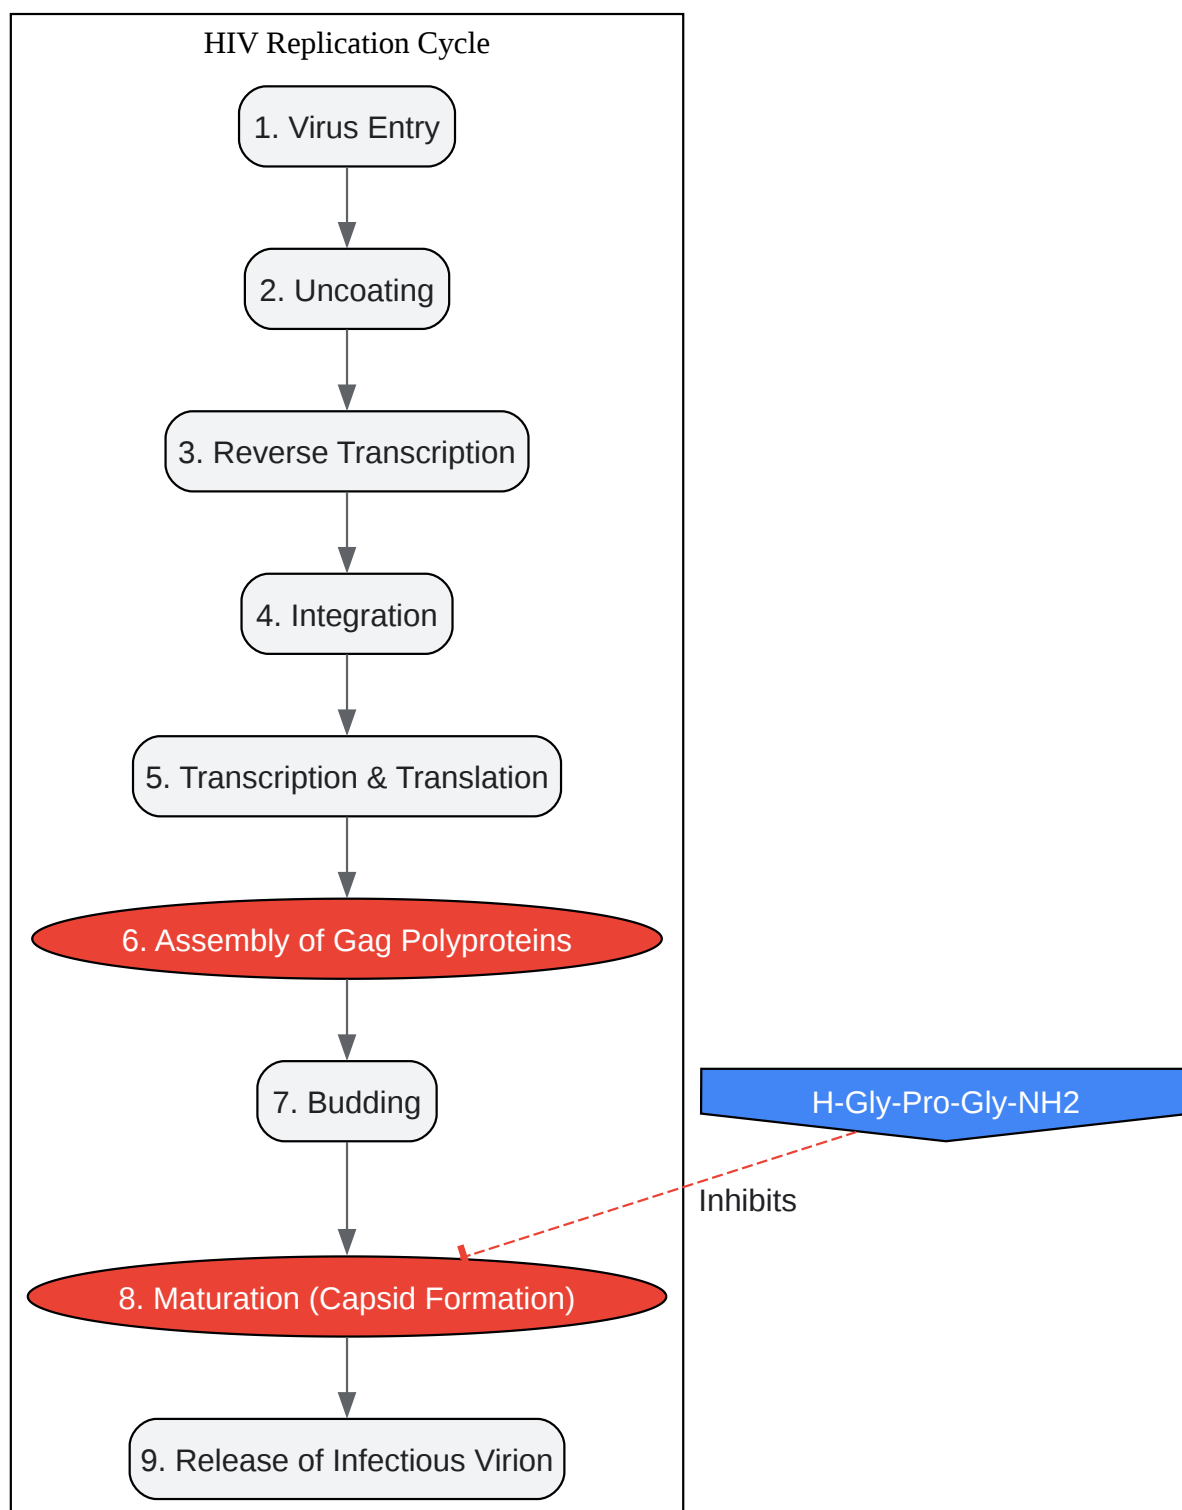 HIV Replication Cycle
1. Virus Entry
2. Uncoating
3. Reverse Transcription
4. Integration
5. Transcription & Translation
6. Assembly of Gag Polyproteins
7. Budding
H-Gly-Pro-Gly-NH2
Inhibits
8. Maturation (Capsid Formation)
9. Release of Infectious Virion